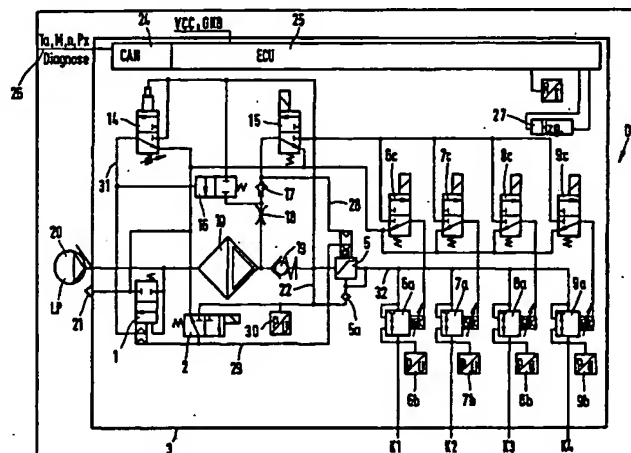 24
VCC, GND
25
Ta, M, n, Px
CAN
ECU
26
Diagnose
14
15
27
31
6c
7c
8c
9c
16
17
28
18
20
10
19
5
22
32
LP
5a
6a
7a
8a
9a
21
1
2
30
29
6b
7b
8b
9b
3
K1
K2
K3
K4